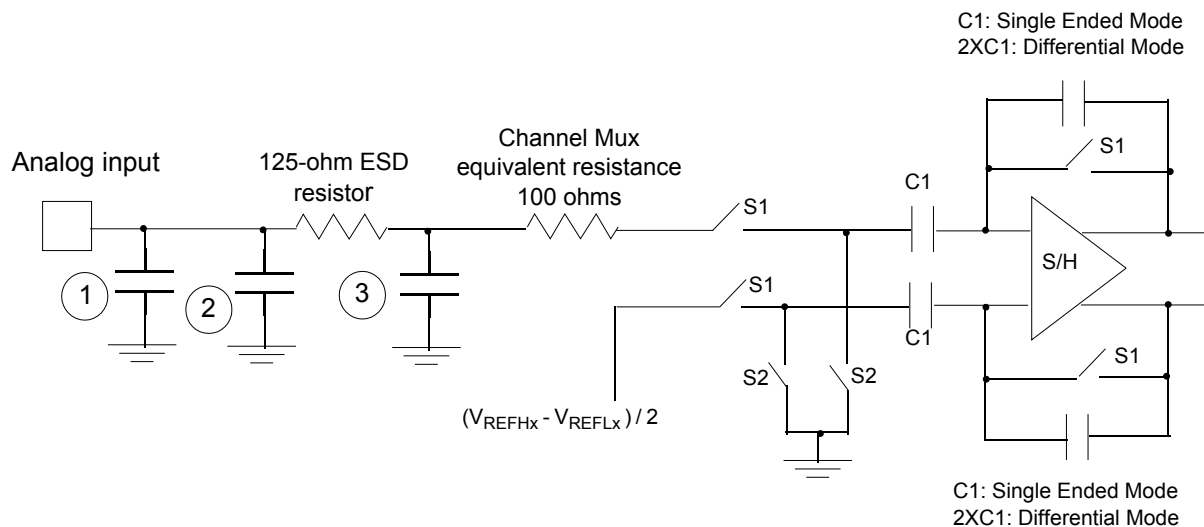 C1: Single Ended Mode
2XC1: Differential Mode
Analog input
125-ohm ESD
resistor
Channel Mux
equivalent resistance
100 ohms
S1
C1
S1
S/H
1
2
3
S1
C1
S1
S2
S2
(VREFHx - VREFLx ) / 2
C1: Single Ended Mode
2XC1: Differential Mode